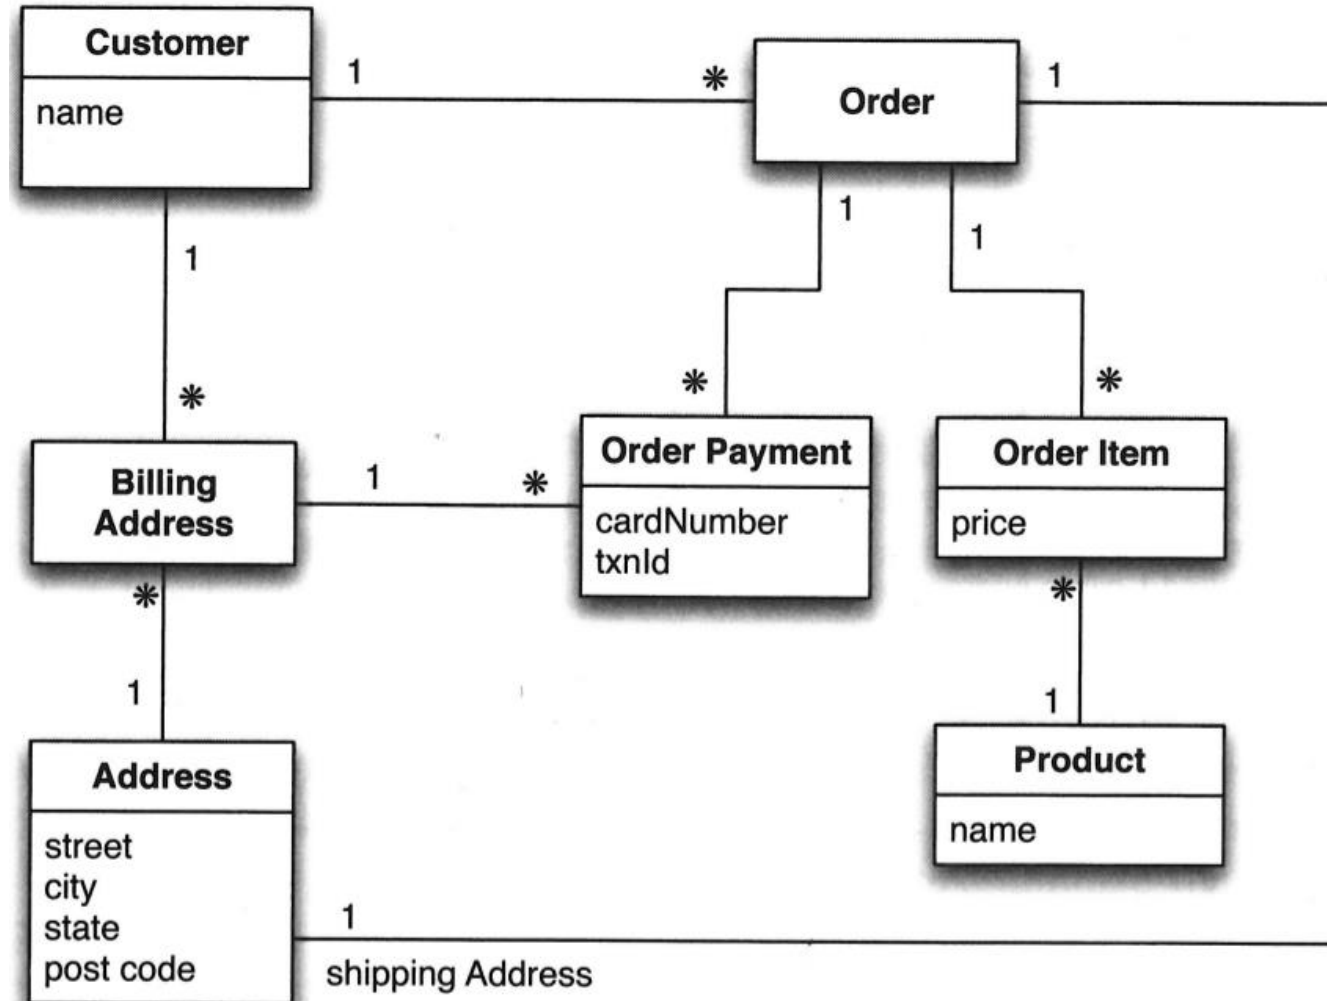 Customer
name
1
*
Order
1
1
1
1
*
*
*
Billing
Address
1
*
Order Payment
cardNumber
txnId
Order Item
price
*
1
*
1
Address
street
city
state
post code
Product
name
1
shipping Address